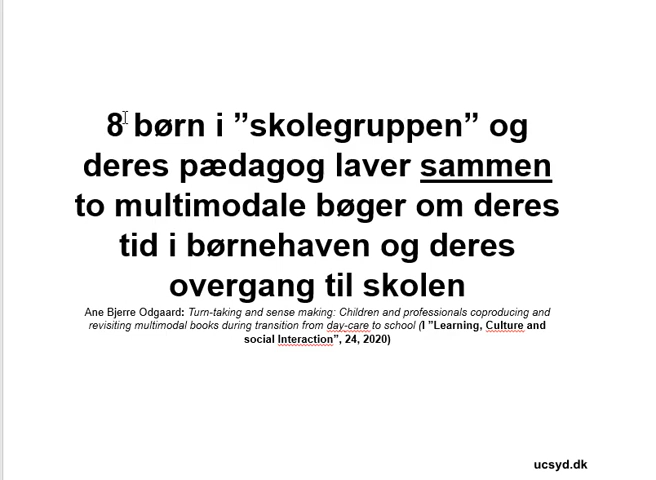 8 børn i ”skolegruppen” og
deres pædagog laver sammen
to multimodale bøger om deres
tid i børnehaven og deres
overgang til skolen
Ane Bjerre Odgaard: Turn-taking and sense making: Children and professionals coproducing and
revisiting multimodal books during transition from day-care to school (I ”Learning, Culture and
social Interaction”, 24, 2020)
ucsyd.dk